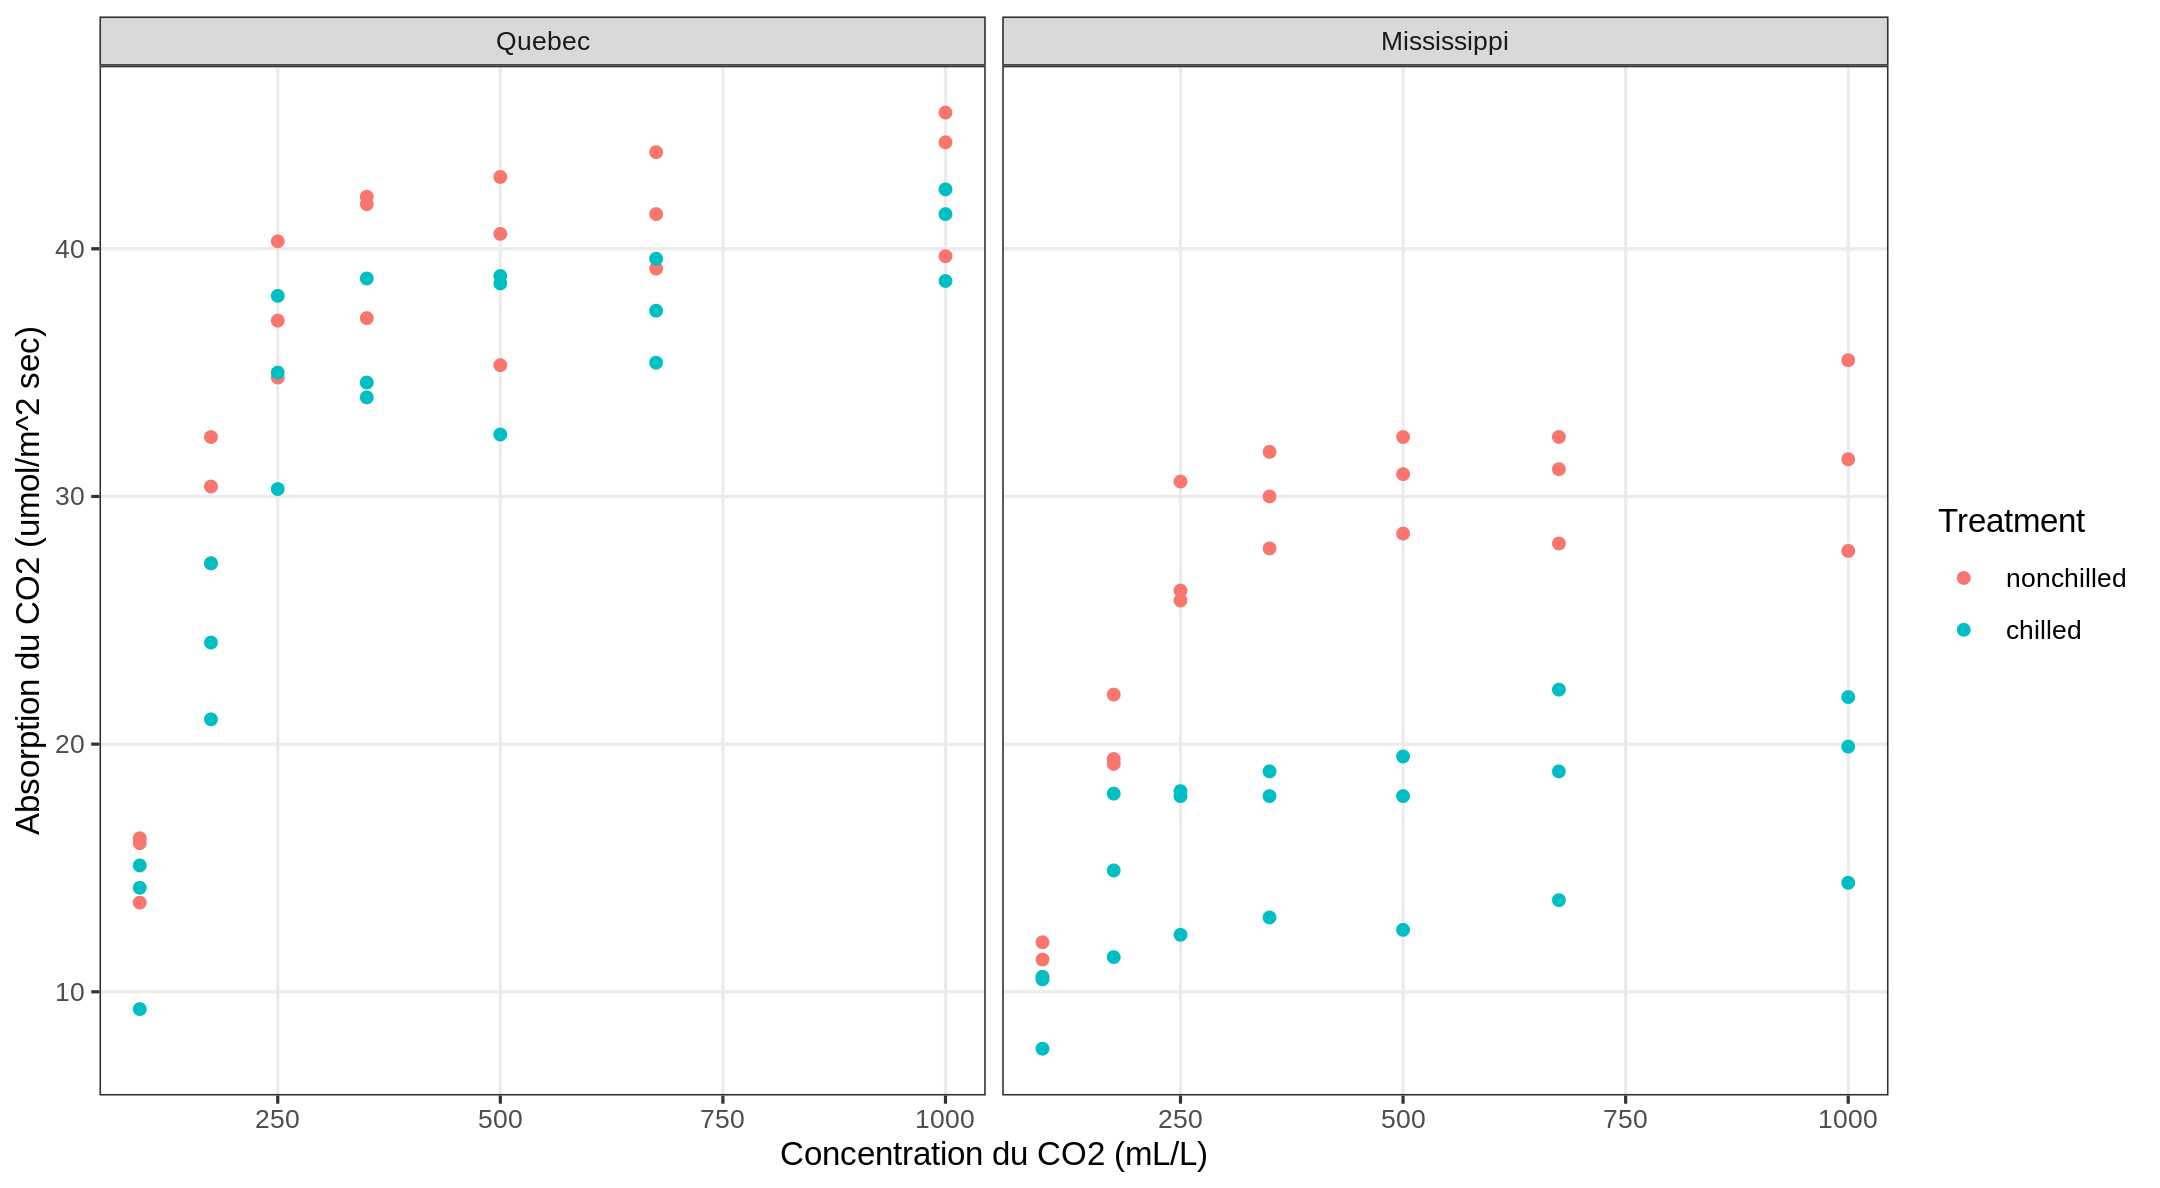 Quebec
Mississippi
Absorption du CO2 (umol/m^2 sec)
40
30
20
10
250
500
750
1000
250
500
750
1000
Concentration du CO2 (mL/L)
Treatment
nonchilled
chilled